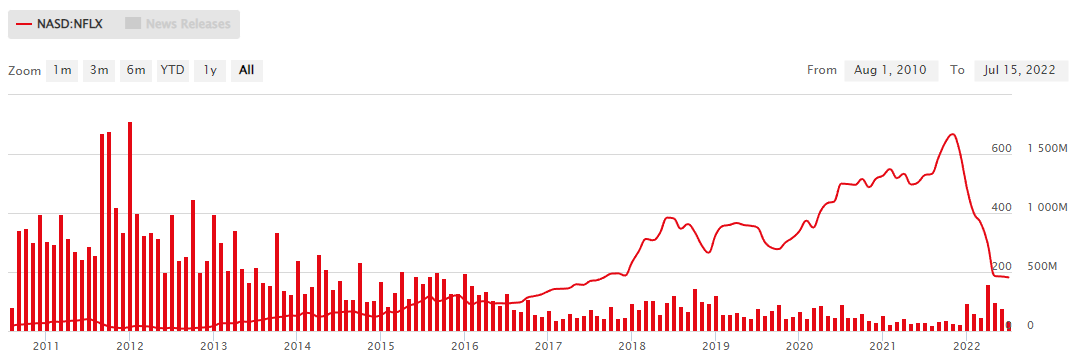 NASD:NFLX News Releases
Zoom 1m 3m 6m YTD 1y All From Aug 1, 2010 To Jul 15, 2022
600 1 500M
400 1 000M
200 500M
0 0
2011 2012 2013 2014 2015 2016 2017 2018 2019 2020 2021 2022